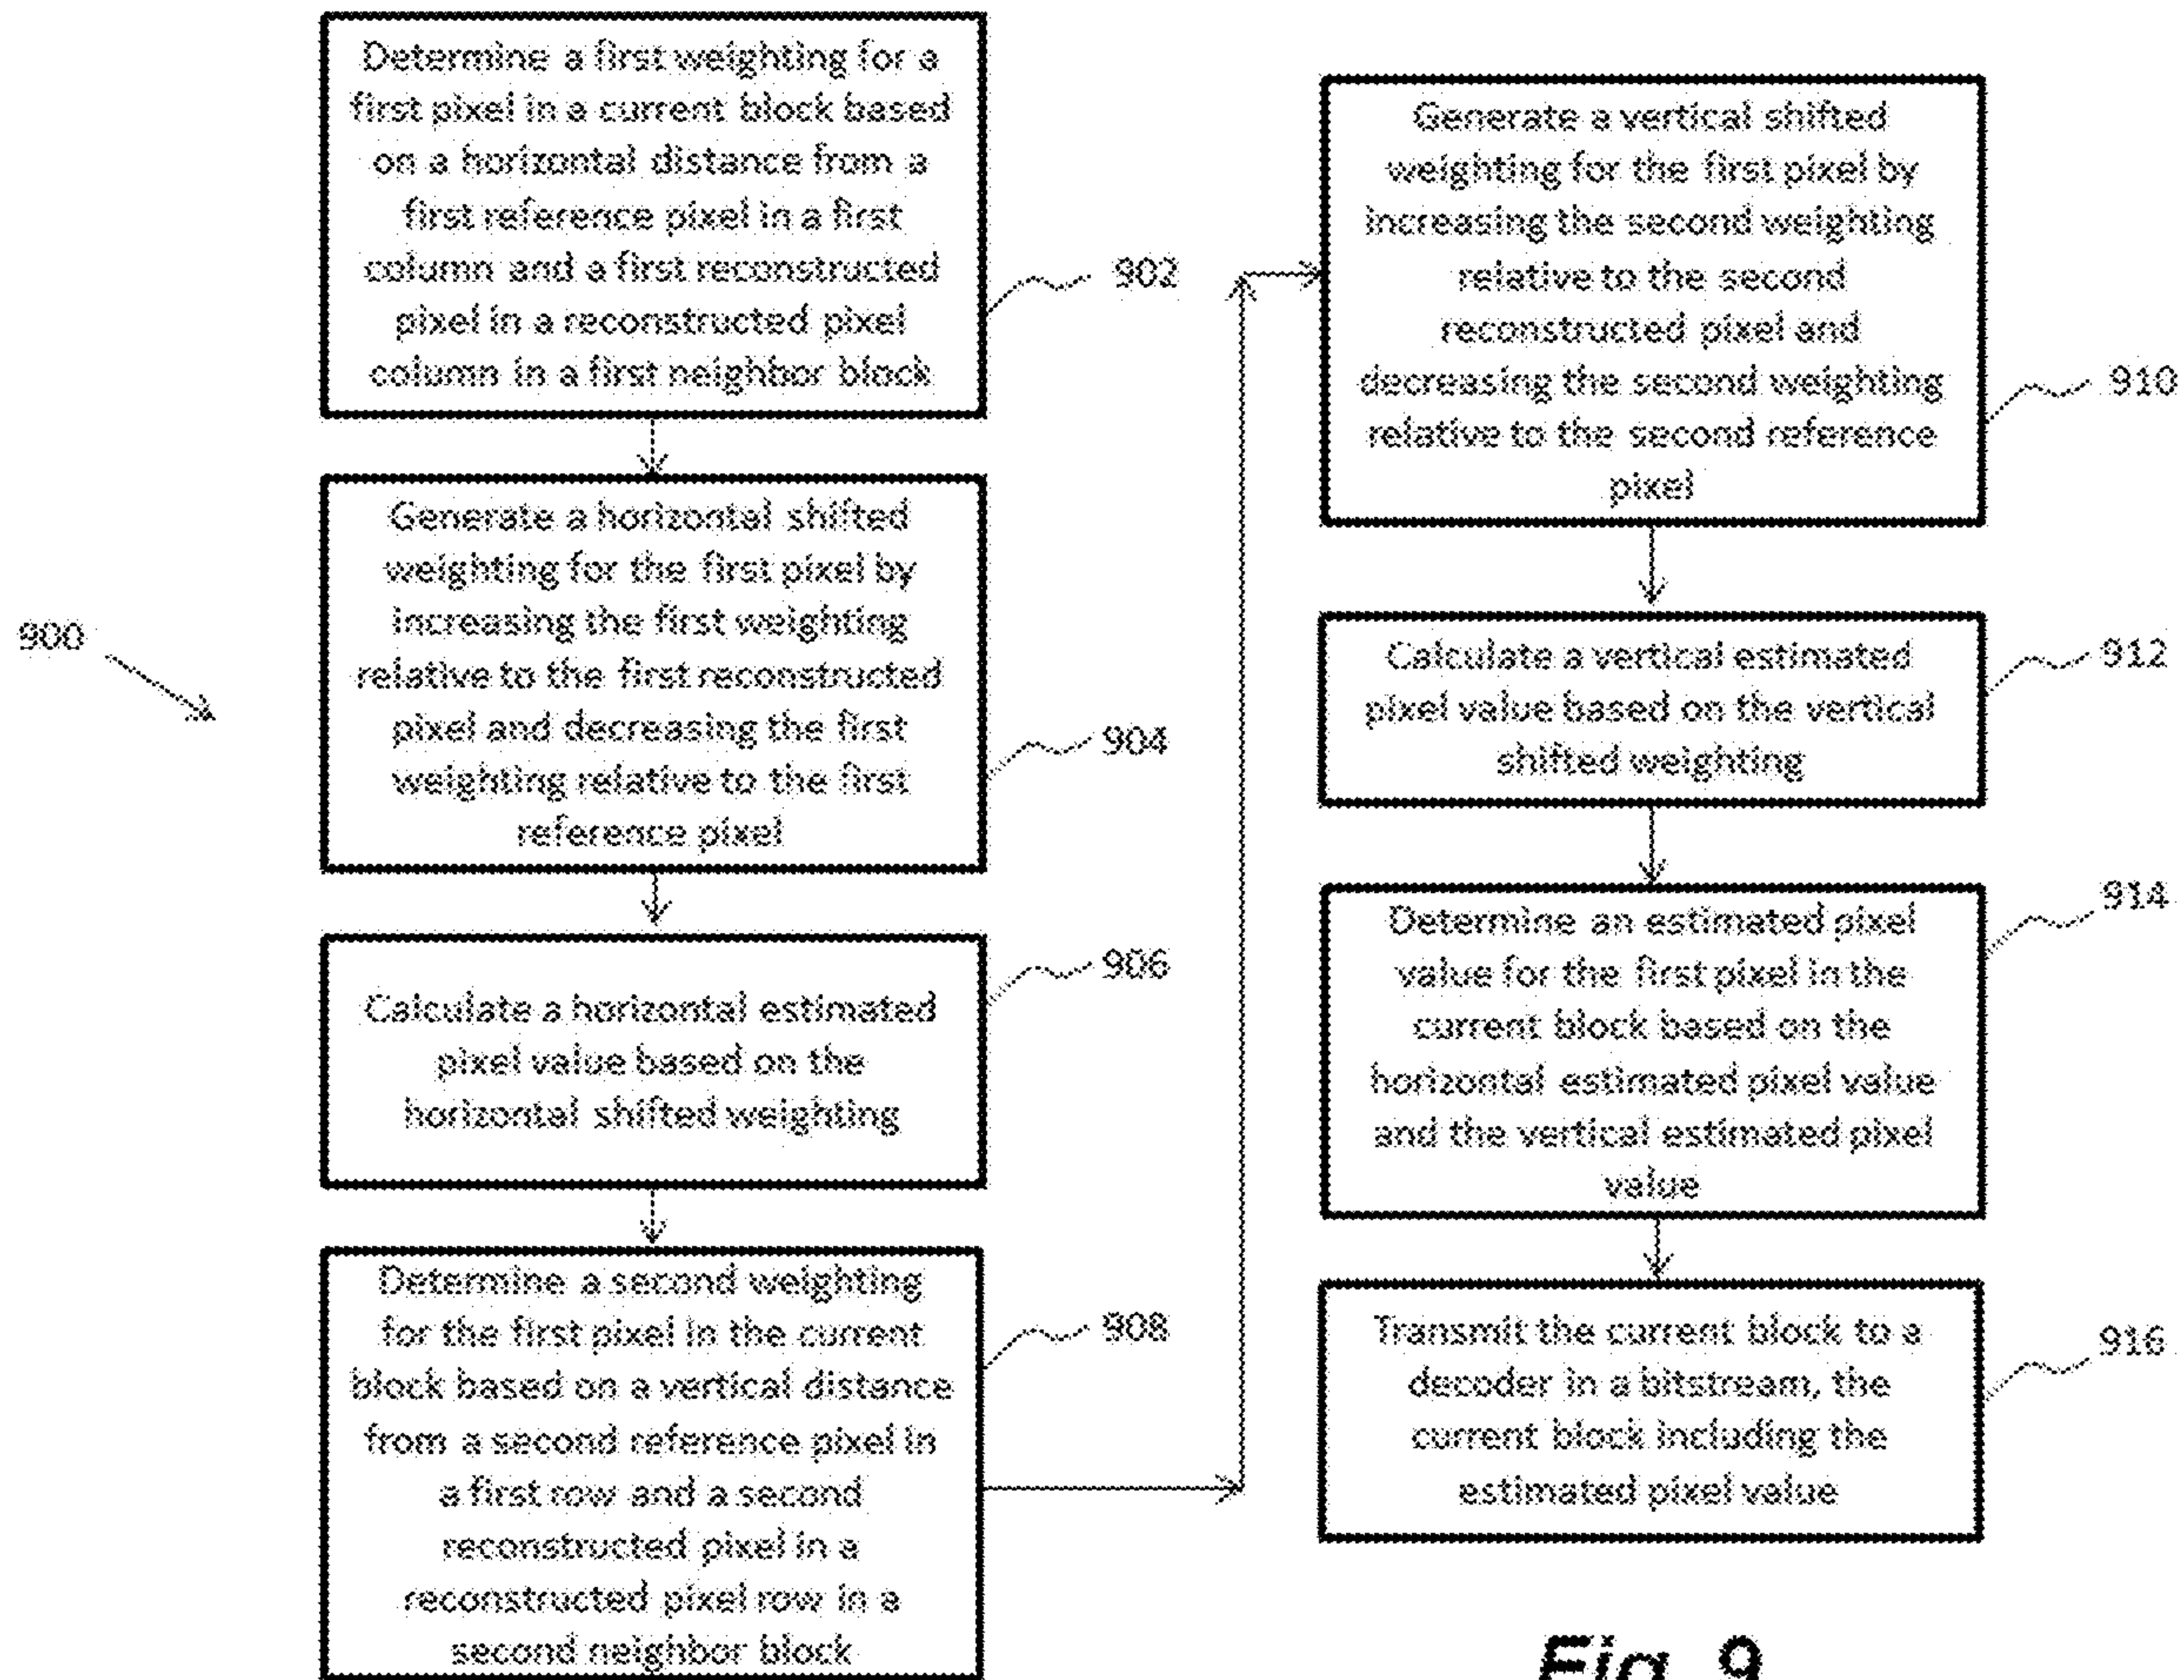 Determine a first weighting for a
first pixel in a current block based
on a horizontal distance from a
first reference pixel in a first
column and a first reconstructed
pixel in a reconstructed pixel
column in a first neighbor block
902
Generate a horizontal shifted
weighting for the first pixel by
increasing the first weighting
relative to the first reconstructed
pixel and decreasing the first
weighting relative to the first
reference pixel
904
900
Calculate a horizontal estimated
pixel value based on the
horizontal shifted weighting
906
Determine a second weighting
for the first pixel in the current
block based on a vertical distance
from a second reference pixel in
a first row and a second
reconstructed pixel in a
reconstructed pixel row in a
second neighbor block
908
Generate a vertical shifted
weighting for the first pixel by
increasing the second weighting
relative to the second
reconstructed pixel and
decreasing the second weighting
relative to the second reference
pixel
910
Calculate a vertical estimated
pixel value based on the vertical
shifted weighting
912
Determine an estimated pixel
value for the first pixel in the
current block based on the
horizontal estimated pixel value
and the vertical estimated pixel
value
914
Transmit the current block to a
decoder in a bitstream, the
current block including the
estimated pixel value
916
Fig. 9